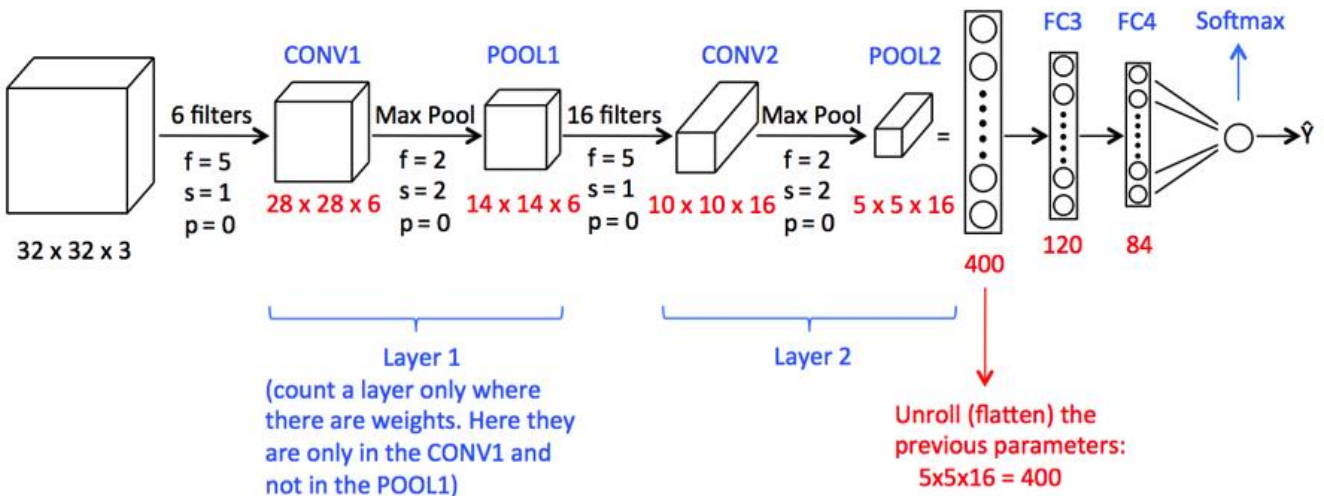 CONV1
POOL1
CONV2
POOL2
FC3
FC4
Softmax
6 filters
f = 5
s = 1
p = 0
Max Pool
f = 2
s = 2
p = 0
16 filters
f = 5
s = 1
p = 0
Max Pool
f = 2
s = 2
p = 0
=
Ŷ
32 x 32 x 3
28 x 28 x 6
14 x 14 x 6
10 x 10 x 16
5 x 5 x 16
400
120
84
Layer 1
(count a layer only where
there are weights. Here they
are only in the CONV1 and
not in the POOL1)
Layer 2
Unroll (flatten) the
previous parameters:
5x5x16 = 400